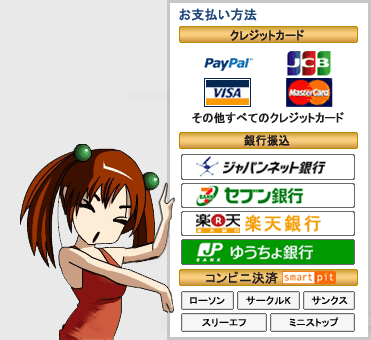 お支払い方法
クレジットカード
PayPal JCB
VISA MasterCard
その他すべてのクレジットカード
銀行振込
ジャパンネット銀行
セブン銀行
楽天 楽天銀行
JP BANK ゆうちょ銀行
コンビニ決済 smart pit
ローソン サークルK サンクス
スリーエフ ミニストップ